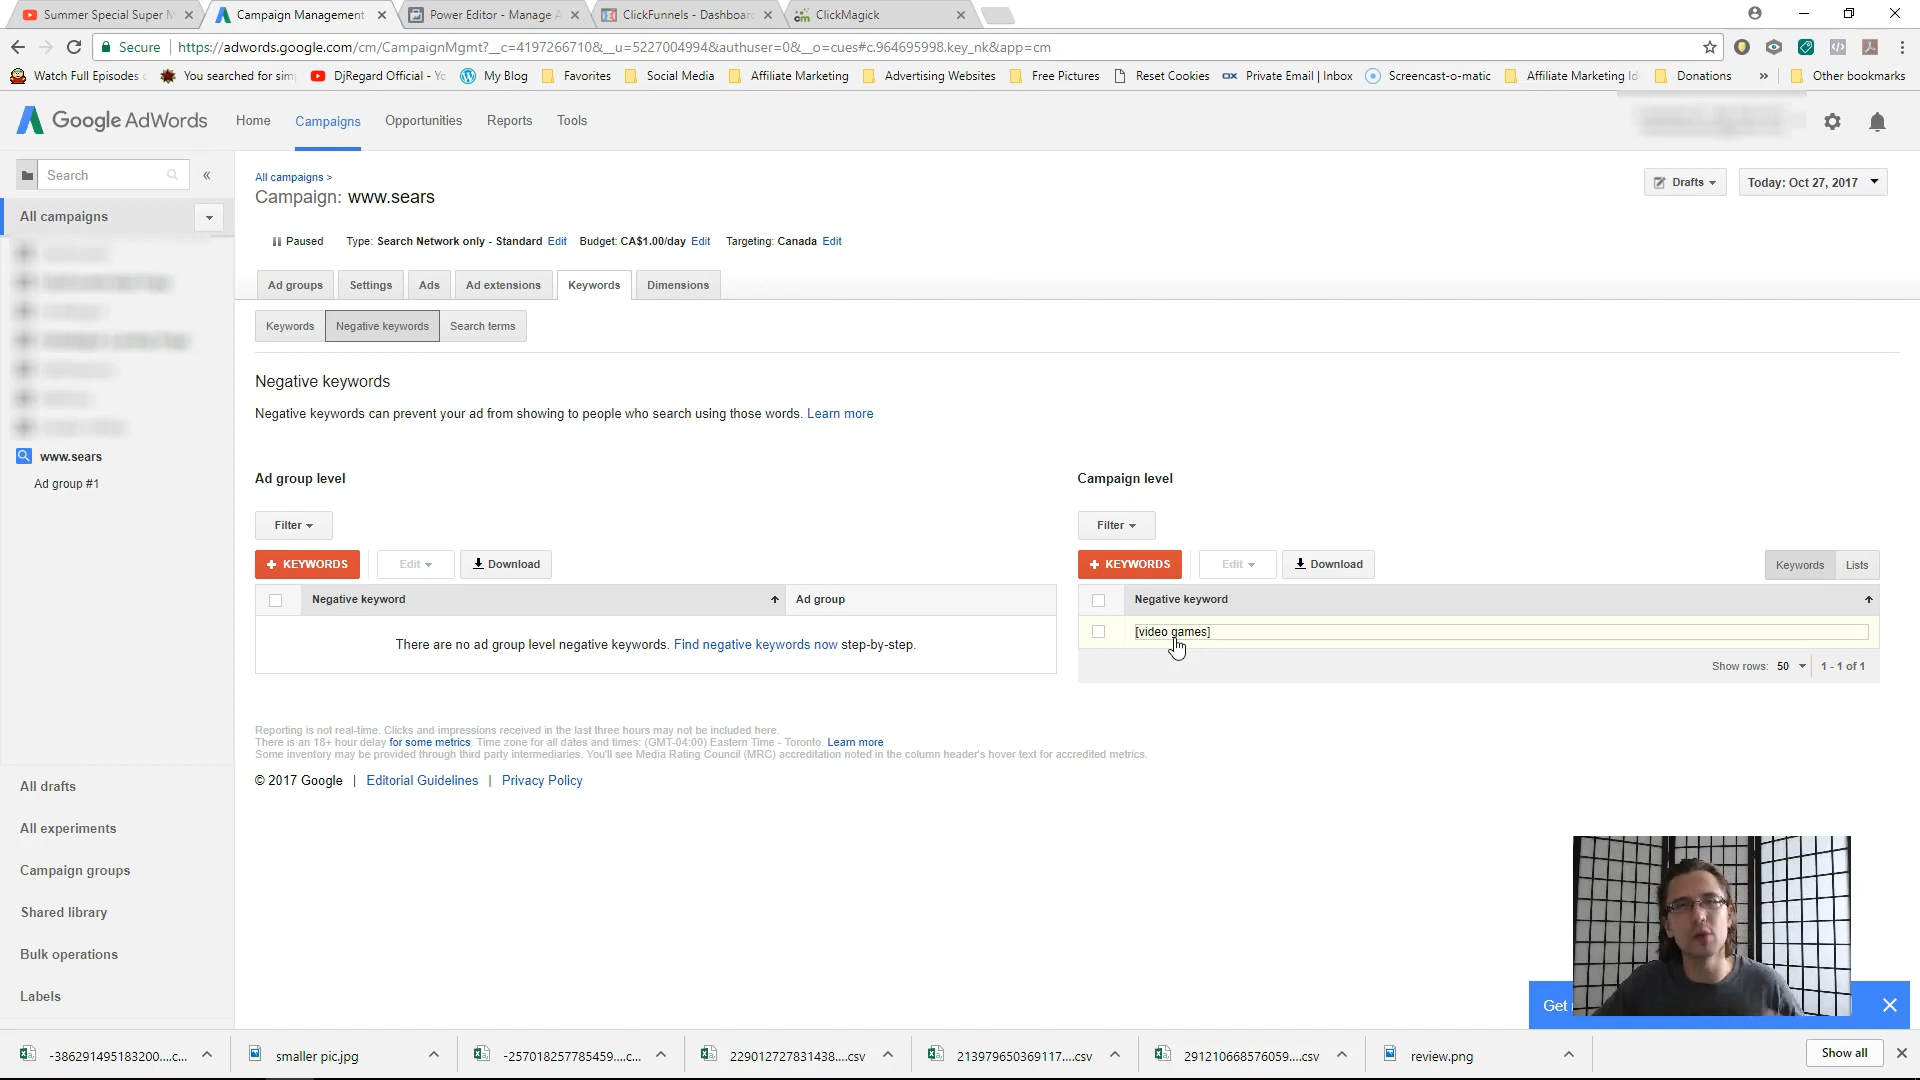 Summer Special Super M
Campaign Management
Power Editor - Manage A
ClickFunnels - Dashboard
ClickMagick
Secure
https://adwords.google.com/cm/CampaignMgmt?__c=4197266710&__u=5227004994&authuser=0&__o=cues#c.964695998.key_nk&app=cm
Watch Full Episodes
You searched for sim
DjRegard Official - Yo
My Blog
Favorites
Social Media
Affiliate Marketing
Advertising Websites
Free Pictures
Reset Cookies
Private Email | Inbox
Screencast-o-matic
Affiliate Marketing Id
Donations
»
Other bookmarks
Google AdWords
Home
Campaigns
Opportunities
Reports
Tools
Search
«
All campaigns
www.sears
Ad group #1
All drafts
All experiments
Campaign groups
Shared library
Bulk operations
Labels
All campaigns >
Campaign: www.sears
Drafts
Today: Oct 27, 2017
Paused Type: Search Network only - Standard Edit Budget: CA$1.00/day Edit Targeting: Canada Edit
Ad groups
Settings
Ads
Ad extensions
Keywords
Dimensions
Keywords
Negative keywords
Search terms
Negative keywords
Negative keywords can prevent your ad from showing to people who search using those words. Learn more
Ad group level
Filter
+ KEYWORDS
Edit
Download
Negative keyword
Ad group
There are no ad group level negative keywords. Find negative keywords now step-by-step.
Campaign level
Filter
+ KEYWORDS
Edit
Download
Keywords
Lists
Negative keyword
[video games]
Show rows: 50
1 - 1 of 1
Reporting is not real-time. Clicks and impressions received in the last three hours may not be included here.
There is an 18+ hour delay for some metrics. Time zone for all dates and times: (GMT-04:00) Eastern Time - Toronto. Learn more
Some inventory may be provided through third party intermediaries. You'll see Media Rating Council (MRC) accreditation noted in the column header's hover text for accredited metrics.
© 2017 Google | Editorial Guidelines | Privacy Policy
Get
-386291495183200....c...
smaller pic.jpg
-257018257785459....c...
229012727831438....csv
213979650369117....csv
291210668576059....csv
review.png
Show all